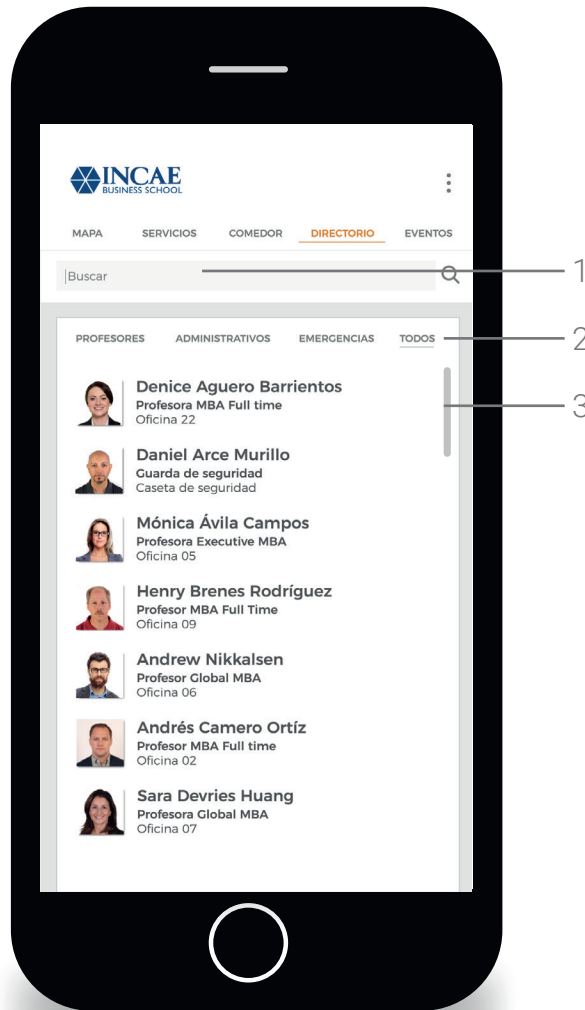 INCAE
BUSINESS SCHOOL
MAPA SERVICIOS COMEDOR DIRECTORIO EVENTOS
Buscar
1
PROFESORES ADMINISTRATIVOS EMERGENCIAS TODOS
2
3
Denice Aguero Barrientos
Profesora MBA Full time
Oficina 22
Daniel Arce Murillo
Guarda de seguridad
Caseta de seguridad
Mónica Ávila Campos
Profesora Executive MBA
Oficina 05
Henry Brenes Rodríguez
Profesor MBA Full Time
Oficina 09
Andrew Nikkalsen
Profesor Global MBA
Oficina 06
Andrés Camero Ortíz
Profesor MBA Full time
Oficina 02
Sara Devries Huang
Profesora Global MBA
Oficina 07